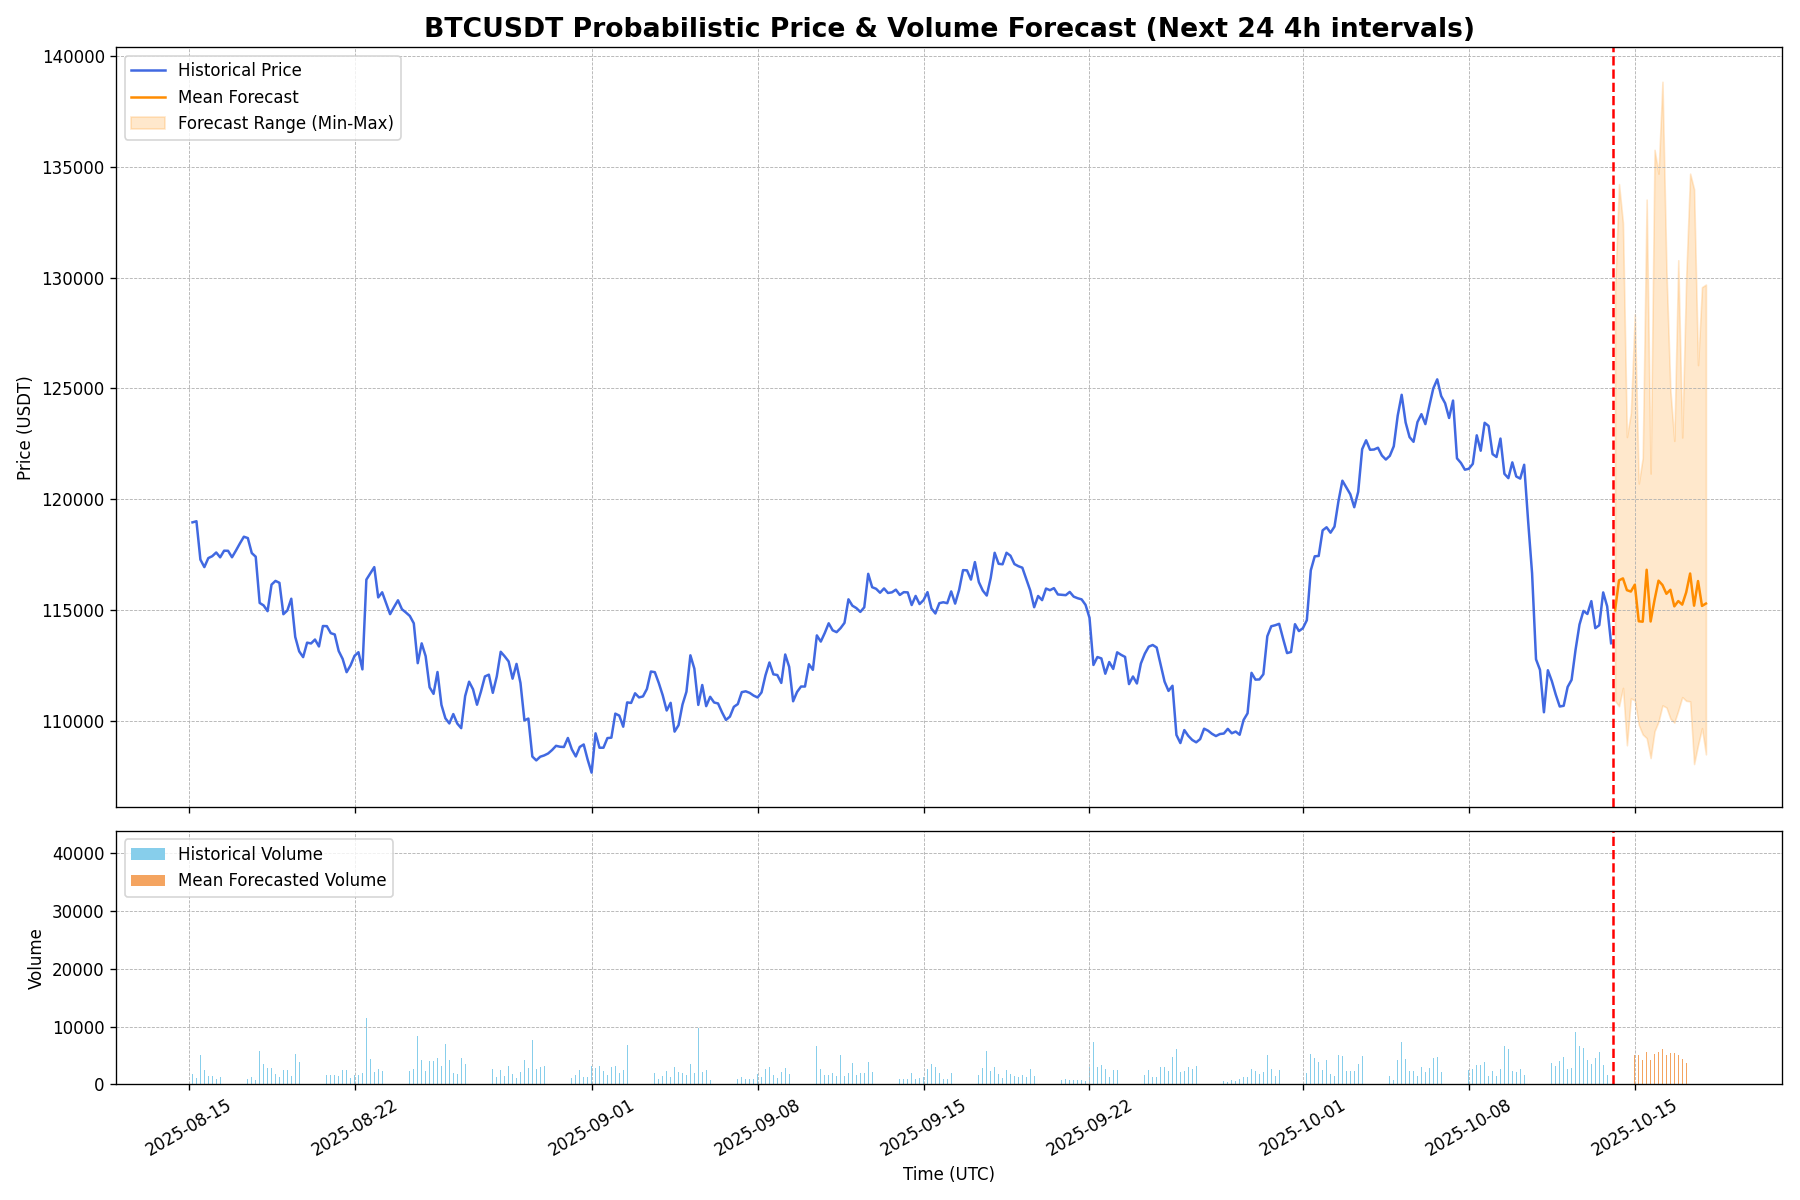 BTCUSDT Probabilistic Price & Volume Forecast (Next 24 4h intervals)
Historical Price
Mean Forecast
Forecast Range (Min-Max)
140000
135000
130000
125000
120000
115000
110000
Price (USDT)
Historical Volume
Mean Forecasted Volume
40000
30000
20000
10000
0
Volume
2025-08-15
2025-08-22
2025-09-01
2025-09-08
2025-09-15
2025-09-22
2025-10-01
2025-10-08
2025-10-15
Time (UTC)